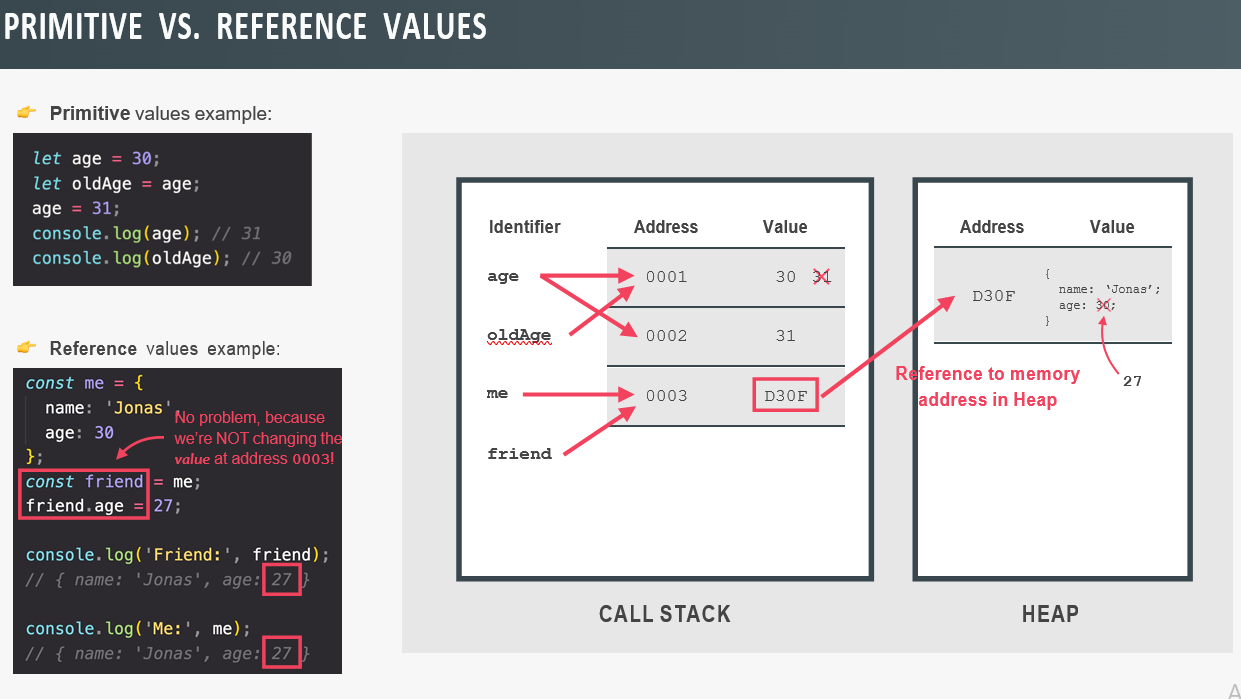 PRIMITIVE VS. REFERENCE VALUES
👉 Primitive values example:
let age = 30;
let oldAge = age;
age = 31;
console.log(age); // 31
console.log(oldAge); // 30
👉 Reference values example:
const me = {
name: 'Jonas',
age: 30
};
const friend = me;
friend.age = 27;
console.log('Friend:', friend);
// { name: 'Jonas', age: 27 }
console.log('Me:', me);
// { name: 'Jonas', age: 27 }
No problem, because
we're NOT changing the
value at address 0003!
Identifier Address Value
age 0001 30 31
oldAge 0002 31
me 0003 D30F
friend
CALL STACK
Address Value
D30F
{
name: ‘Jonas’;
age: 30;
}
27
Reference to memory
address in Heap
HEAP
A